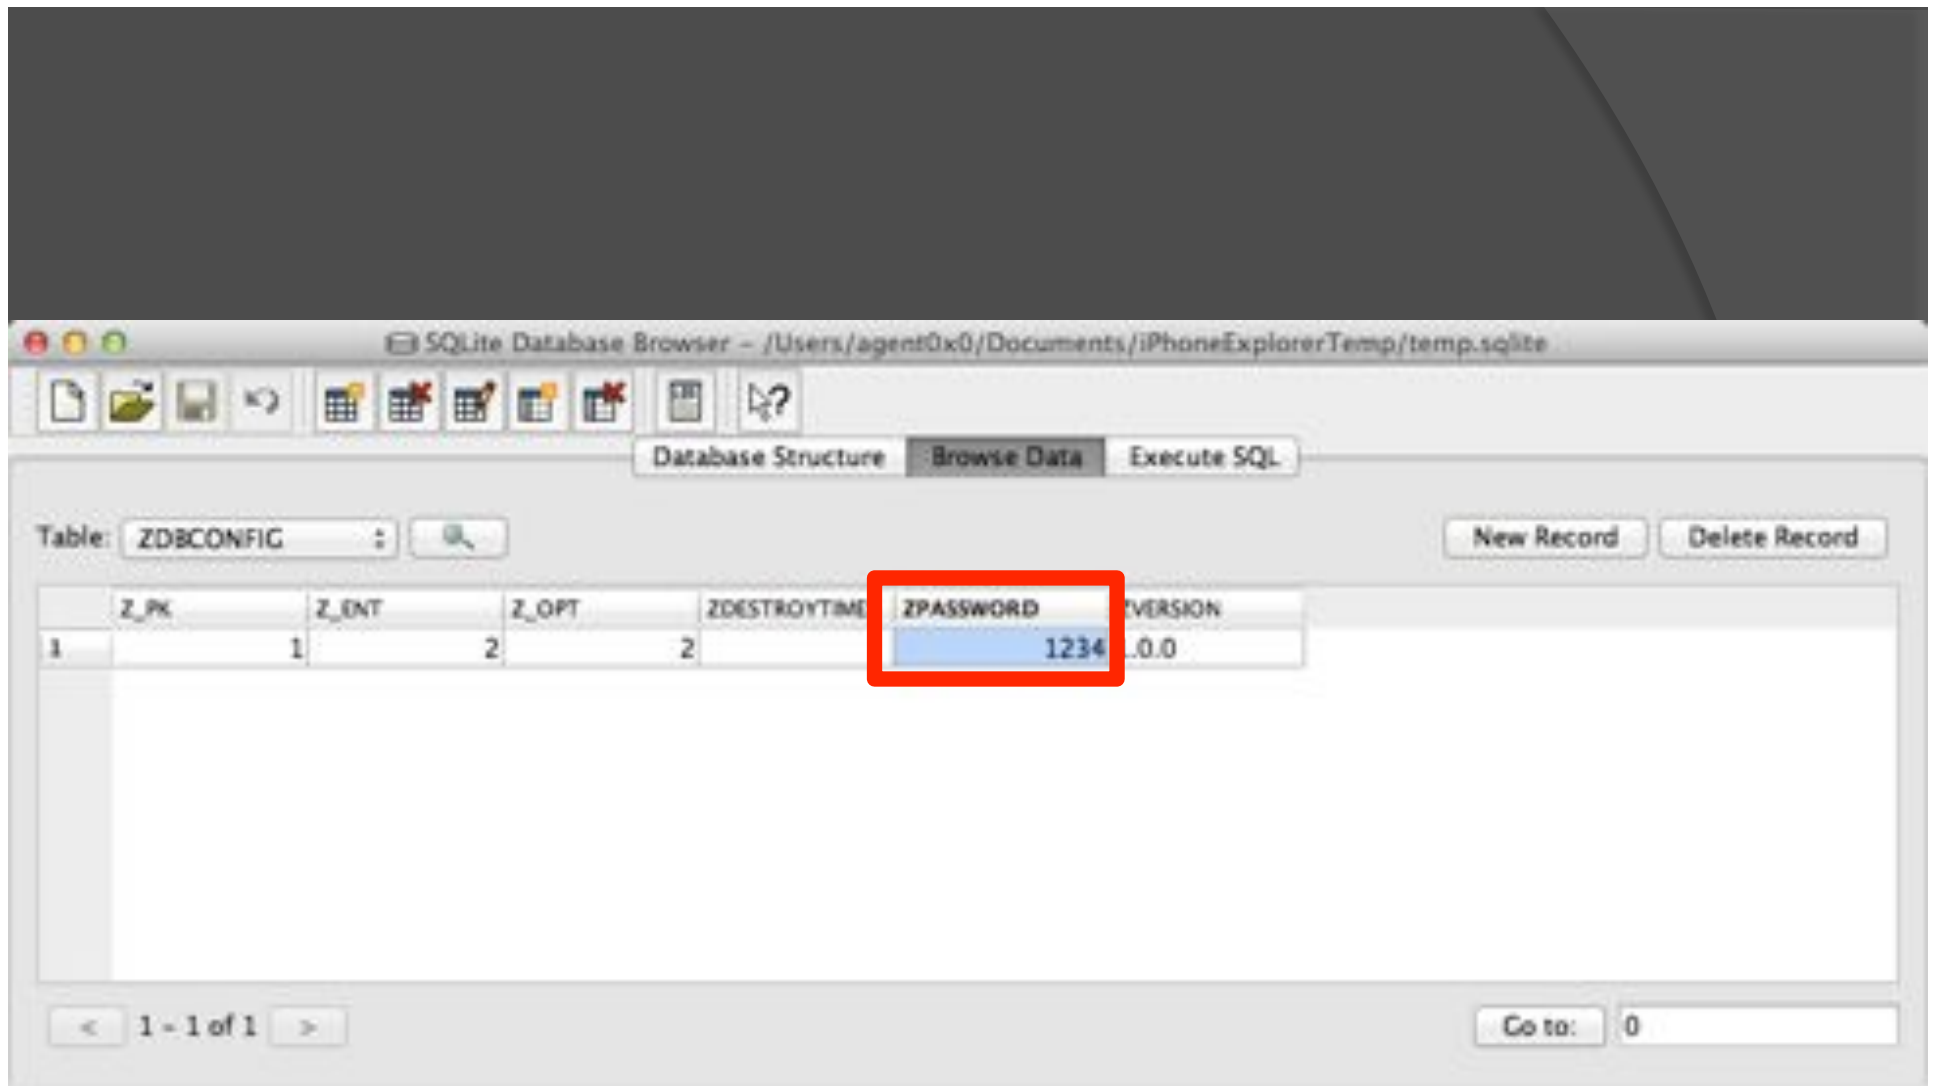 SQLite Database Browser - /Users/agent0x0/Documents/iPhoneExplorerTemp/temp.sqlite
Database Structure Browse Data Execute SQL
Table: ZDBCONFIG New Record Delete Record
Z_PK Z_ENT Z_OPT ZDESTROYTIME ZPASSWORD ZVERSION
1 1 2 2 1234 .0.0
< 1 - 1 of 1 > Go to: 0